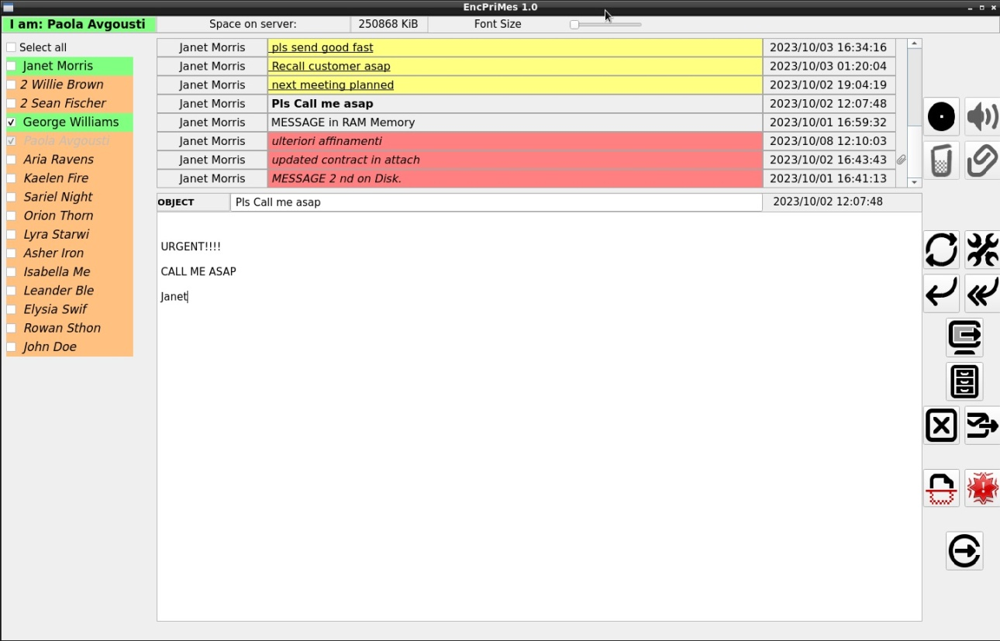 EncPriMes 1.0
I am: Paola Avgousti
Space on server:
250868 KiB
Font Size
Select all
Janet Morris
2 Willie Brown
2 Sean Fischer
George Williams
Paola Avgousti
Aria Ravens
Kaelen Fire
Sariel Night
Orion Thorn
Lyra Starwi
Asher Iron
Isabella Me
Leander Ble
Elysia Swif
Rowan Sthon
John Doe
Janet Morris pls send good fast 2023/10/03 16:34:16
Janet Morris Recall customer asap 2023/10/03 01:20:04
Janet Morris next meeting planned 2023/10/02 19:04:19
Janet Morris Pls Call me asap 2023/10/02 12:07:48
Janet Morris MESSAGE in RAM Memory 2023/10/01 16:59:32
Janet Morris ulteriori affinamenti 2023/10/08 12:10:03
Janet Morris updated contract in attach 2023/10/02 16:43:43
Janet Morris MESSAGE 2 nd on Disk. 2023/10/01 16:41:13
OBJECT Pls Call me asap 2023/10/02 12:07:48
URGENT!!!!
CALL ME ASAP
Janet